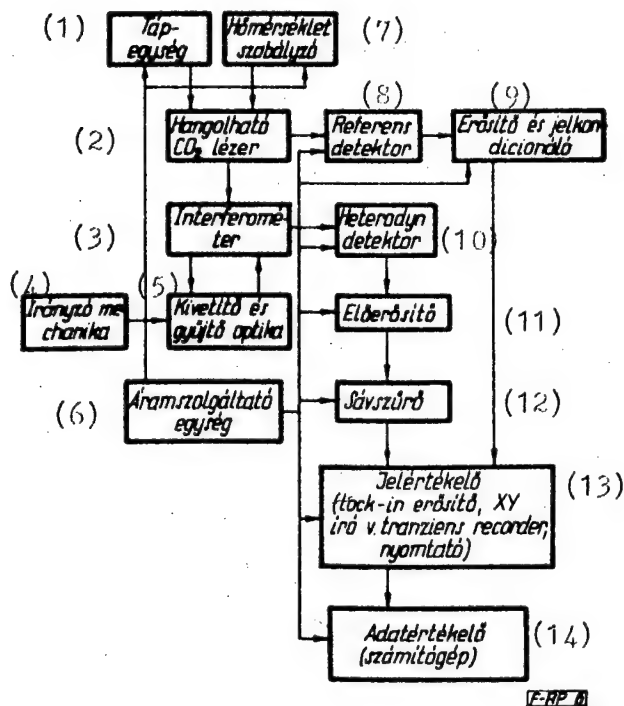 (1)
Táp-
egység
Hőmérséklet
szabályzó
(7)
(2)
Hangolható
CO₂ lézer
(8)
Referens
detektor
(9)
Erősítő és jelkon
dicionáló
(3)
Interferomé-
ter
Heterodyn
detektor
(10)
(4)
Irányzó me-
chanika
(5)
Kivetítő és
gyűjtő optika
Előerősítő
(11)
(6)
Áramszolgáltató
egység
Sávszűrő
(12)
Jelértékelő
(lock-in erősítő, XY
író v. tranziens recorder,
nyomtató)
(13)
Adatértékelő
(számítógép)
(14)